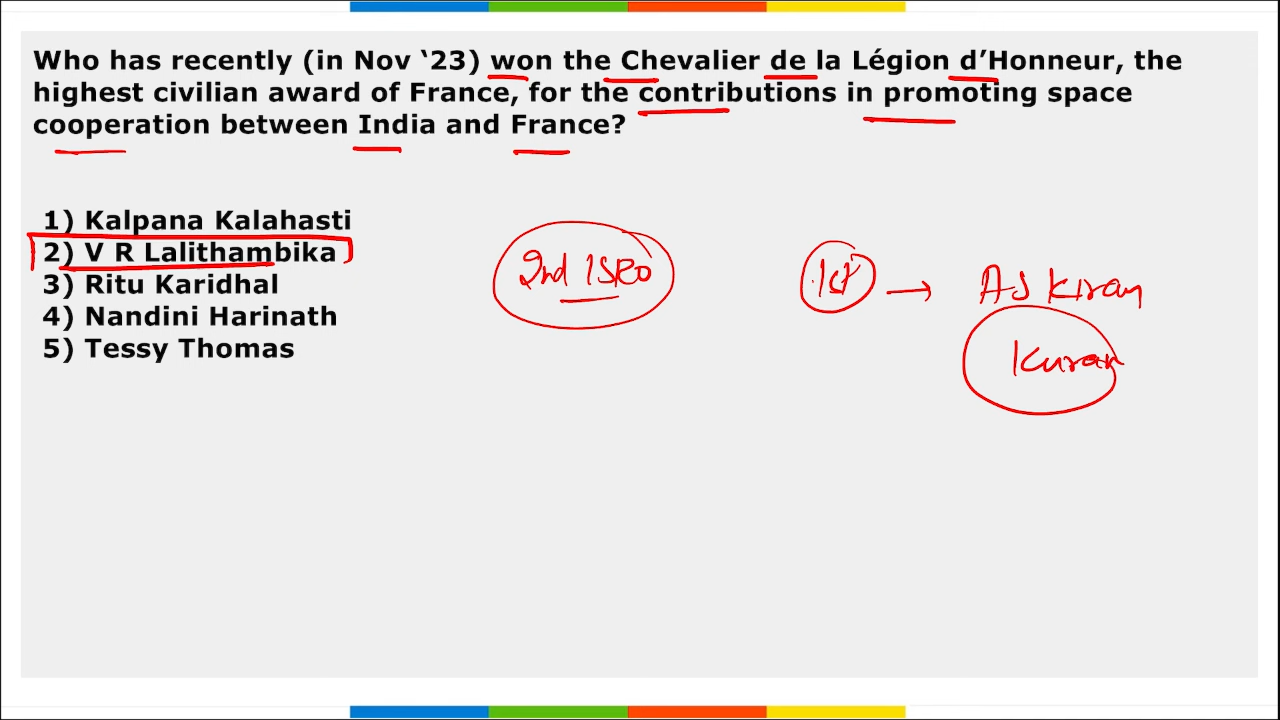 Who has recently (in Nov ‘23) won the Chevalier de la Légion d’Honneur, the
highest civilian award of France, for the contributions in promoting space
cooperation between India and France?
1) Kalpana Kalahasti
2) V R Lalithambika
3) Ritu Karidhal
4) Nandini Harinath
5) Tessy Thomas
2nd ISRO
1st → AS Kiran
Kuran